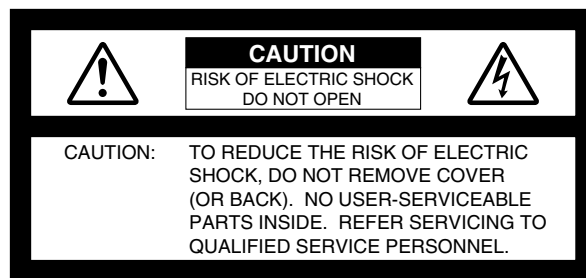 CAUTION
RISK OF ELECTRIC SHOCK
DO NOT OPEN
CAUTION: TO REDUCE THE RISK OF ELECTRIC
SHOCK, DO NOT REMOVE COVER
(OR BACK). NO USER-SERVICEABLE
PARTS INSIDE. REFER SERVICING TO
QUALIFIED SERVICE PERSONNEL.